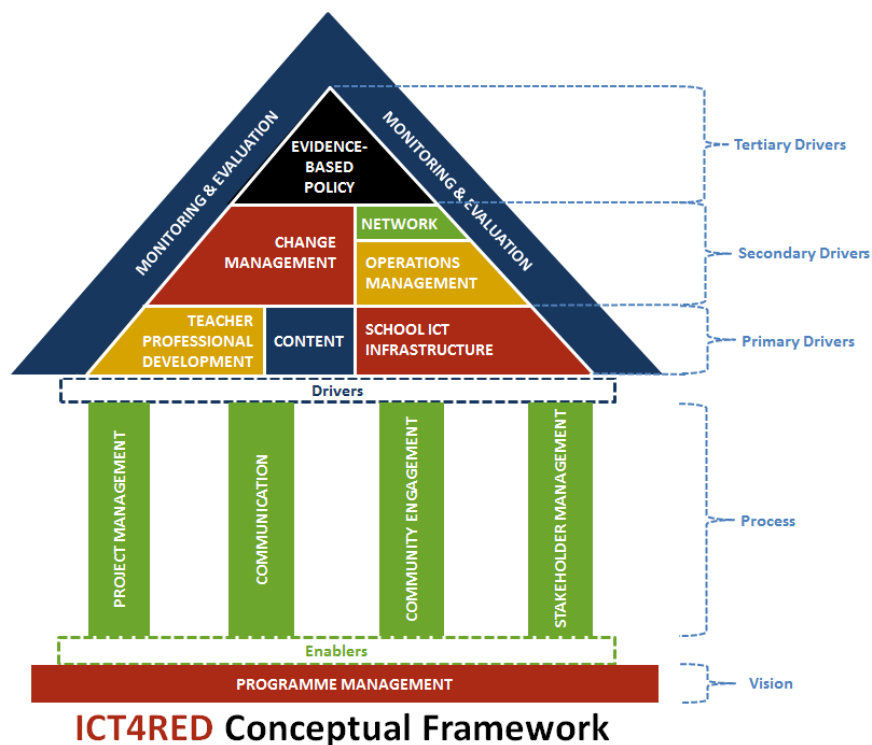 MONITORING & EVALUATION
MONITORING & EVALUATION
EVIDENCE-
BASED
POLICY
Tertiary Drivers
CHANGE
MANAGEMENT
NETWORK
OPERATIONS
MANAGEMENT
Secondary Drivers
TEACHER
PROFESSIONAL
DEVELOPMENT
CONTENT
SCHOOL ICT
INFRASTRUCTURE
Primary Drivers
Drivers
PROJECT MANAGEMENT
COMMUNICATION
COMMUNITY ENGAGEMENT
STAKEHOLDER MANAGEMENT
Process
Enablers
PROGRAMME MANAGEMENT
Vision
ICT4RED Conceptual Framework